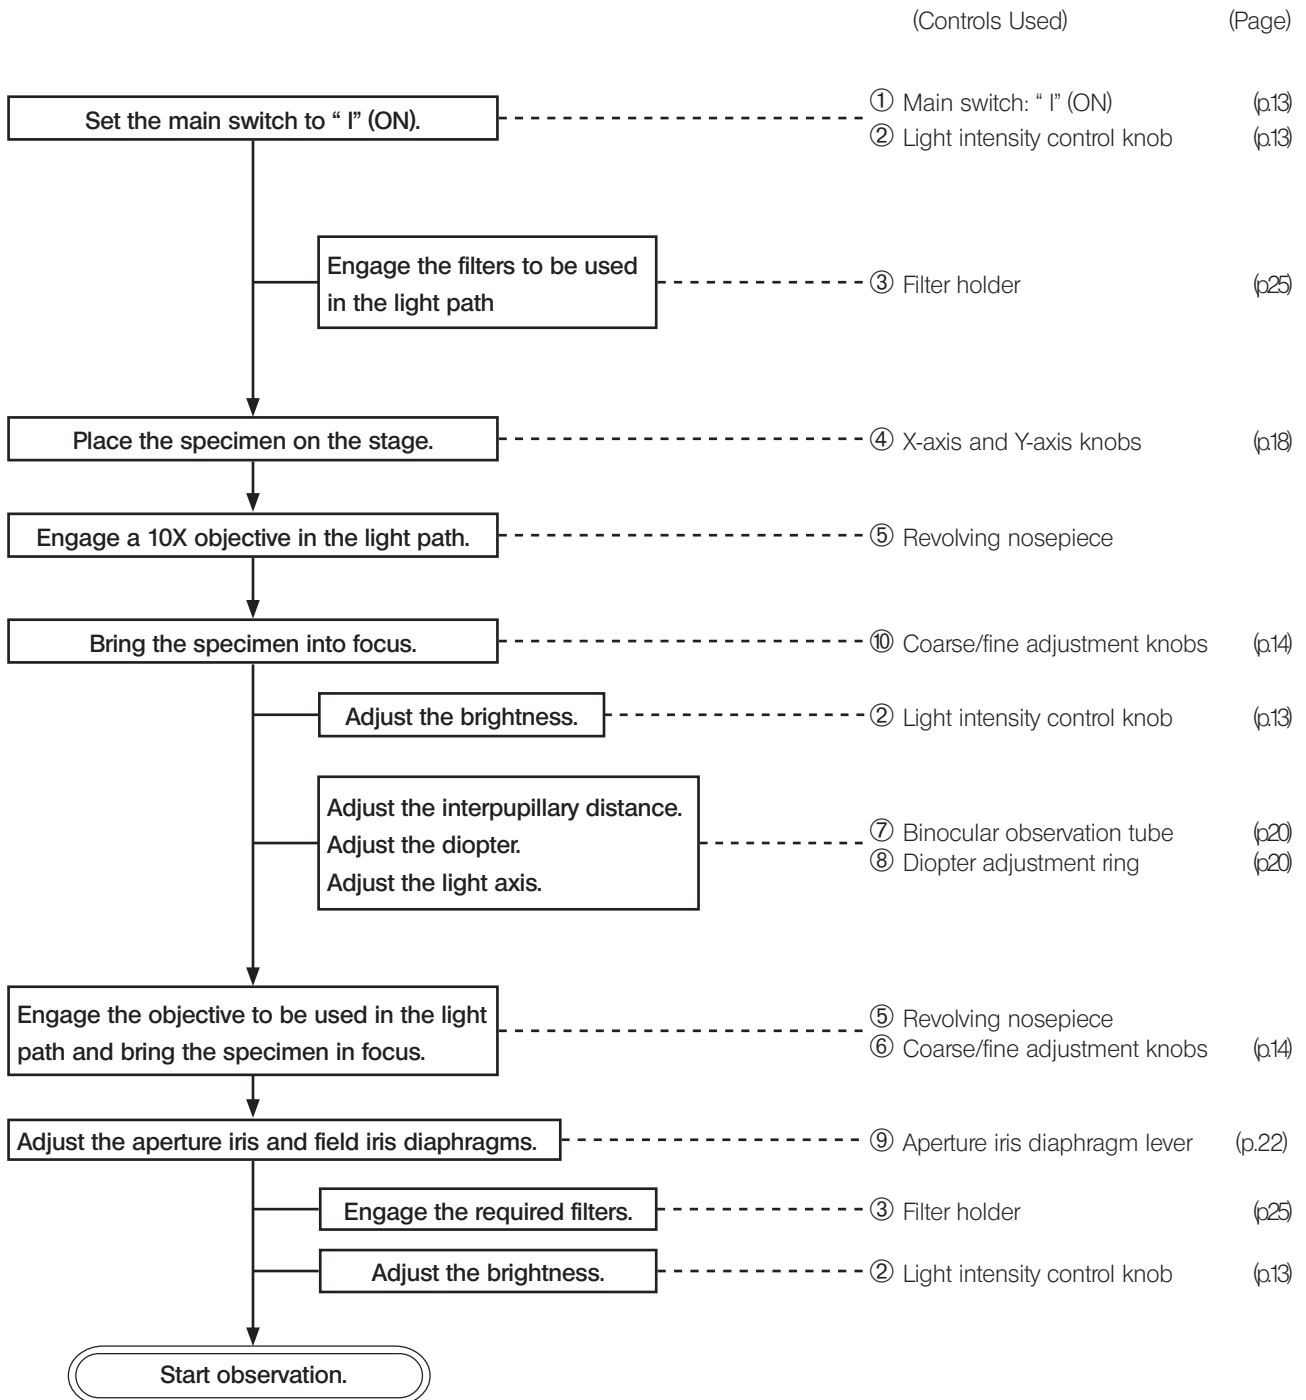 (Controls Used) (Page)
Set the main switch to “ I” (ON).
① Main switch: “ I” (ON) (p.13)
② Light intensity control knob (p.13)
Engage the filters to be used
in the light path
③ Filter holder (p.25)
Place the specimen on the stage.
④ X-axis and Y-axis knobs (p.18)
Engage a 10X objective in the light path.
⑤ Revolving nosepiece
Bring the specimen into focus.
⑩ Coarse/fine adjustment knobs (p.14)
Adjust the brightness.
② Light intensity control knob (p.13)
Adjust the interpupillary distance.
Adjust the diopter.
Adjust the light axis.
⑦ Binocular observation tube (p.20)
⑧ Diopter adjustment ring (p.20)
Engage the objective to be used in the light
path and bring the specimen in focus.
⑤ Revolving nosepiece
⑥ Coarse/fine adjustment knobs (p.14)
Adjust the aperture iris and field iris diaphragms.
⑨ Aperture iris diaphragm lever (p.22)
Engage the required filters.
③ Filter holder (p.25)
Adjust the brightness.
② Light intensity control knob (p.13)
Start observation.